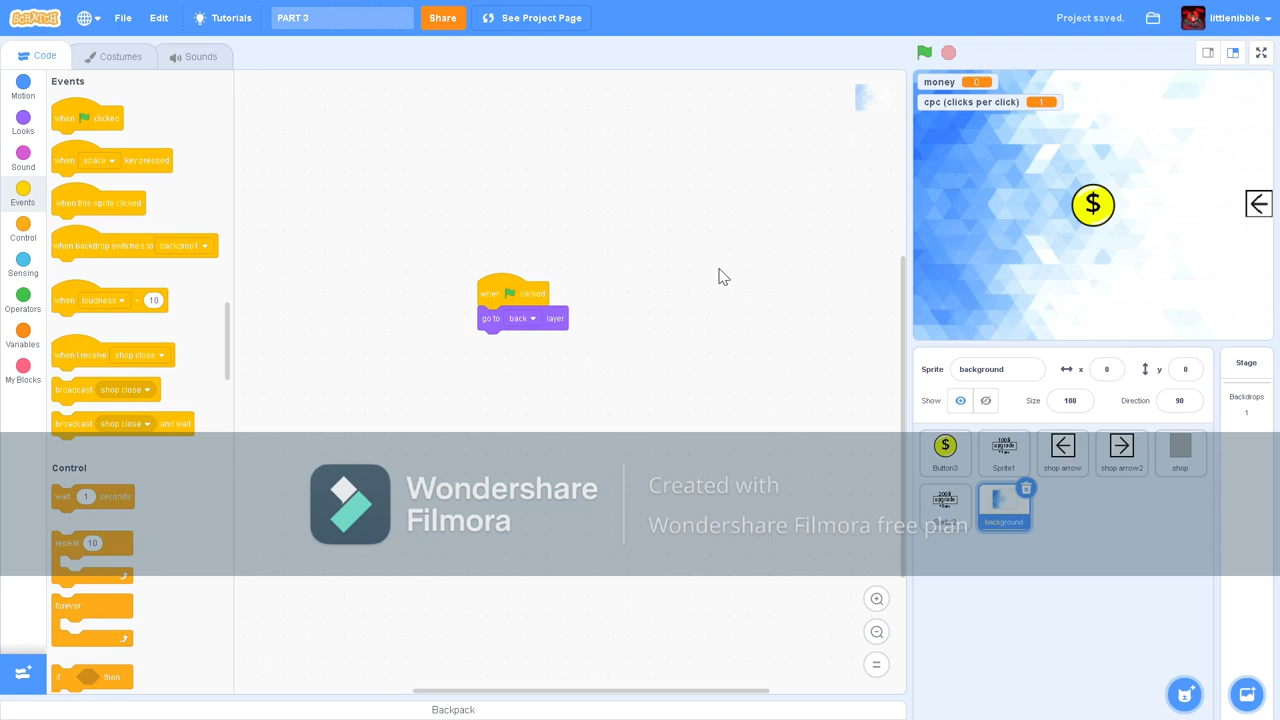 SCRATCH File Edit Tutorials PART 3 Share See Project Page Project saved. littlenibble
Code Costumes Sounds
Motion
Looks
Sound
Events
Control
Sensing
Operators
Variables
My Blocks
Events
when clicked
when space key pressed
when this sprite clicked
when backdrop switches to backdrop1
when loudness > 10
when I receive shop close
broadcast shop close
broadcast shop close and wait
Control
wait 1 seconds
repeat 10
forever
if then
when clicked
go to back layer
Wondershare
Filmora
Created with
Wondershare Filmora free plan
Backpack
money 0
cpc (clicks per click) 1
$
Sprite background x 0 y 0
Show Size 100 Direction 90
$
100$
upgrade
Button3 Sprite1 shop arrow shop arrow2 shop
200$
upgrade
background
Stage
Backdrops
1